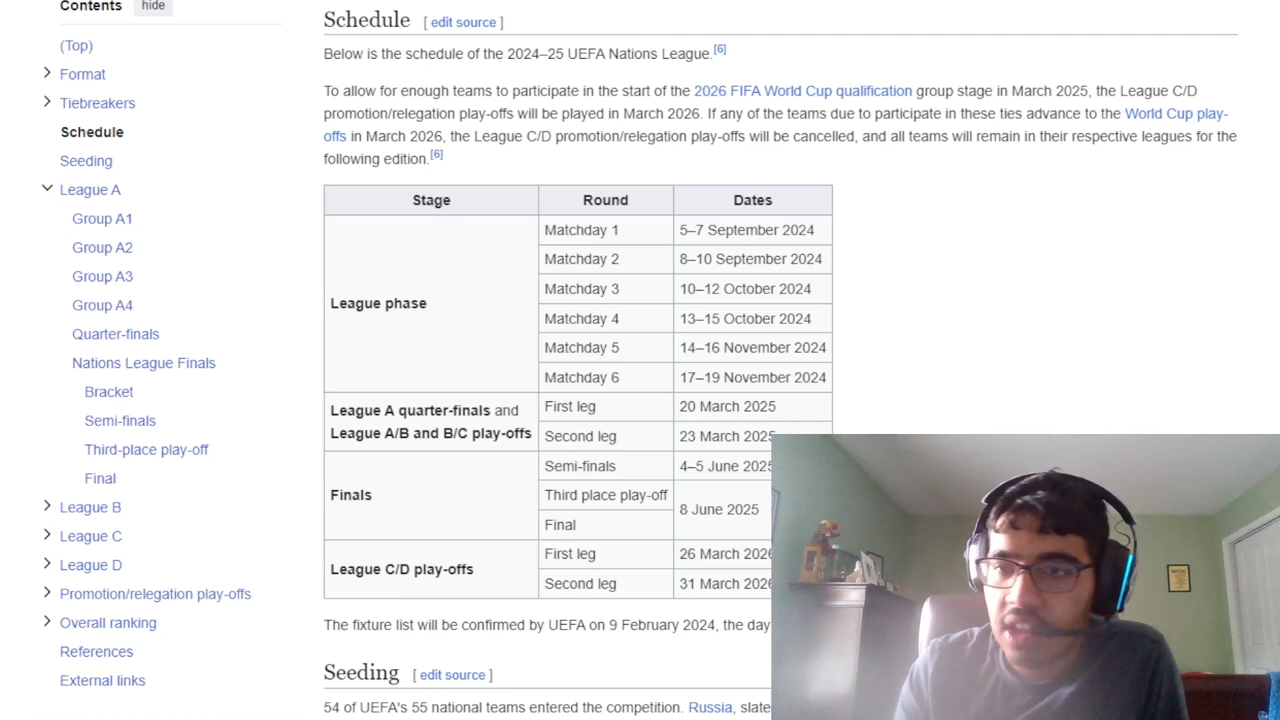 Contents hide
(Top)
Format
Tiebreakers
Schedule
Seeding
League A
Group A1
Group A2
Group A3
Group A4
Quarter-finals
Nations League Finals
Bracket
Semi-finals
Third-place play-off
Final
League B
League C
League D
Promotion/relegation play-offs
Overall ranking
References
External links
Schedule [ edit source ]
Below is the schedule of the 2024–25 UEFA Nations League.[6]
To allow for enough teams to participate in the start of the 2026 FIFA World Cup qualification group stage in March 2025, the League C/D
promotion/relegation play-offs will be played in March 2026. If any of the teams due to participate in these ties advance to the World Cup play-
offs in March 2026, the League C/D promotion/relegation play-offs will be cancelled, and all teams will remain in their respective leagues for the
following edition.[6]
Stage Round Dates
League phase
Matchday 1 5–7 September 2024
Matchday 2 8–10 September 2024
Matchday 3 10–12 October 2024
Matchday 4 13–15 October 2024
Matchday 5 14–16 November 2024
Matchday 6 17–19 November 2024
League A quarter-finals and
League A/B and B/C play-offs
First leg 20 March 2025
Second leg 23 March 2025
Finals
Semi-finals 4–5 June 2025
Third place play-off
8 June 2025
Final
League C/D play-offs
First leg 26 March 2026
Second leg 31 March 2026
The fixture list will be confirmed by UEFA on 9 February 2024, the day
Seeding [ edit source ]
54 of UEFA's 55 national teams entered the competition. Russia, slate